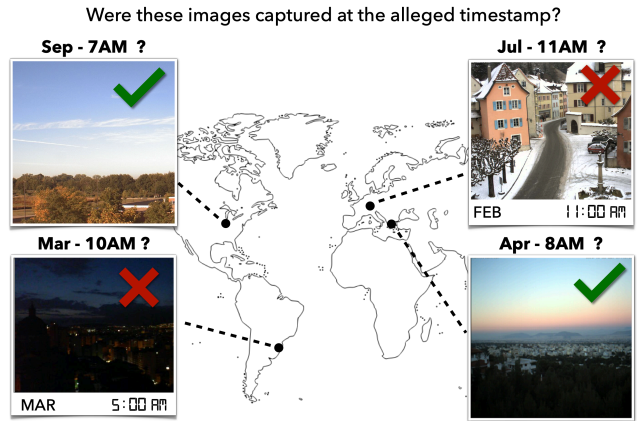 Were these images captured at the alleged timestamp?
Sep - 7AM ?
Jul - 11AM ?
FEB 11:00 AM
Mar - 10AM ?
Apr - 8AM ?
MAR 5:00 AM